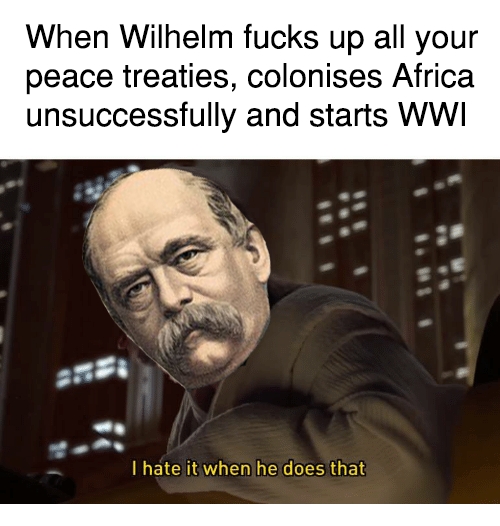 When Wilhelm fucks up all your
peace treaties, colonises Africa
unsuccessfully and starts WWI
I hate it when he does that